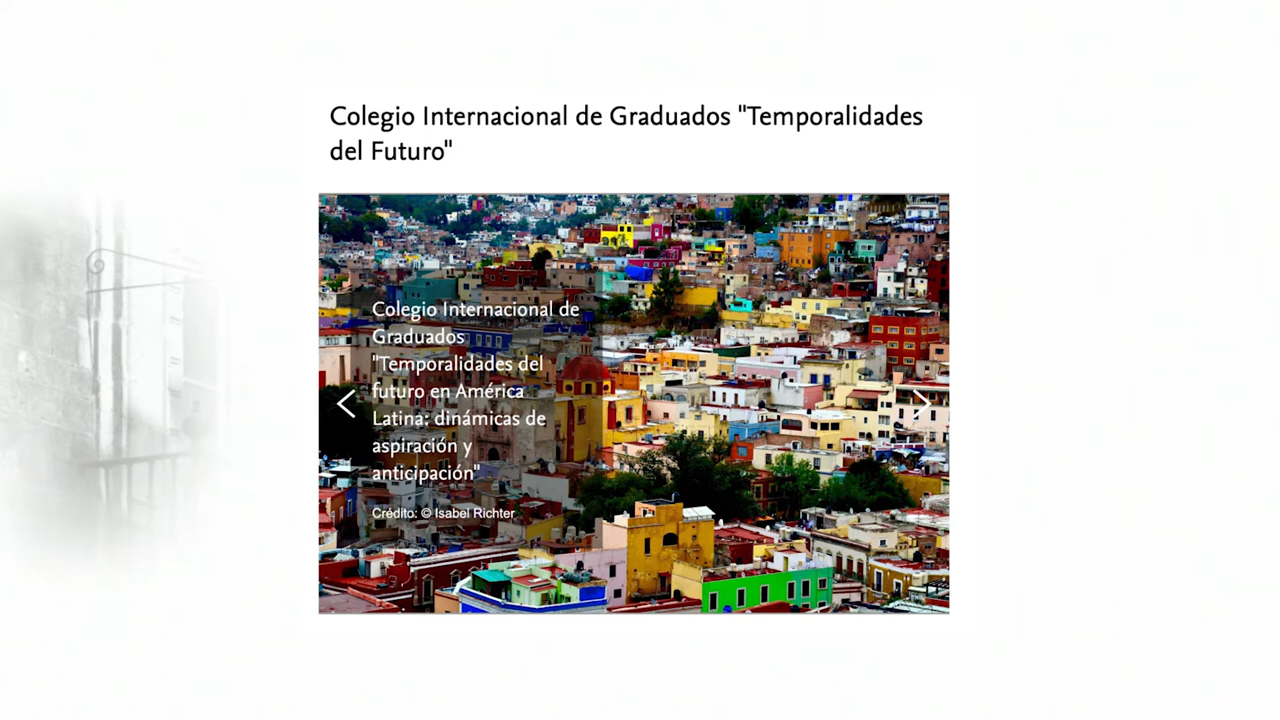 Colegio Internacional de Graduados "Temporalidades
del Futuro"
Colegio Internacional de
Graduados
"Temporalidades del
futuro en América
Latina: dinámicas de
aspiración y
anticipación"
Crédito: © Isabel Richter